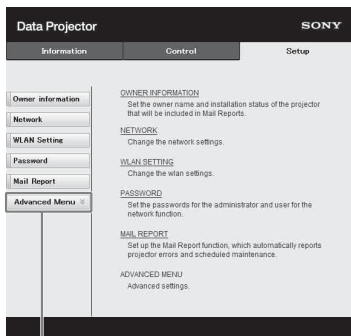 Data Projector
SONY
Information
Control
Setup
Owner information
Network
WLAN Setting
Password
Mail Report
Advanced Menu
OWNER INFORMATION
Set the owner name and installation status of the projector
that will be included in Mail Reports.
NETWORK
Change the network settings.
WLAN SETTING
Change the wlan settings.
PASSWORD
Set the passwords for the administrator and user for the
network function.
MAIL REPORT
Set up the Mail Report function, which automatically reports
projector errors and scheduled maintenance.
ADVANCED MENU
Advanced settings.